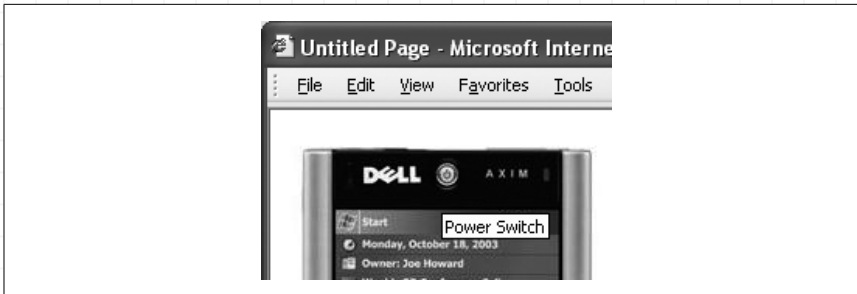 Untitled Page - Microsoft Interne
File Edit View Favorites Tools
DELL AXIM
Start
Power Switch
Monday, October 18, 2003
Owner: Joe Howard